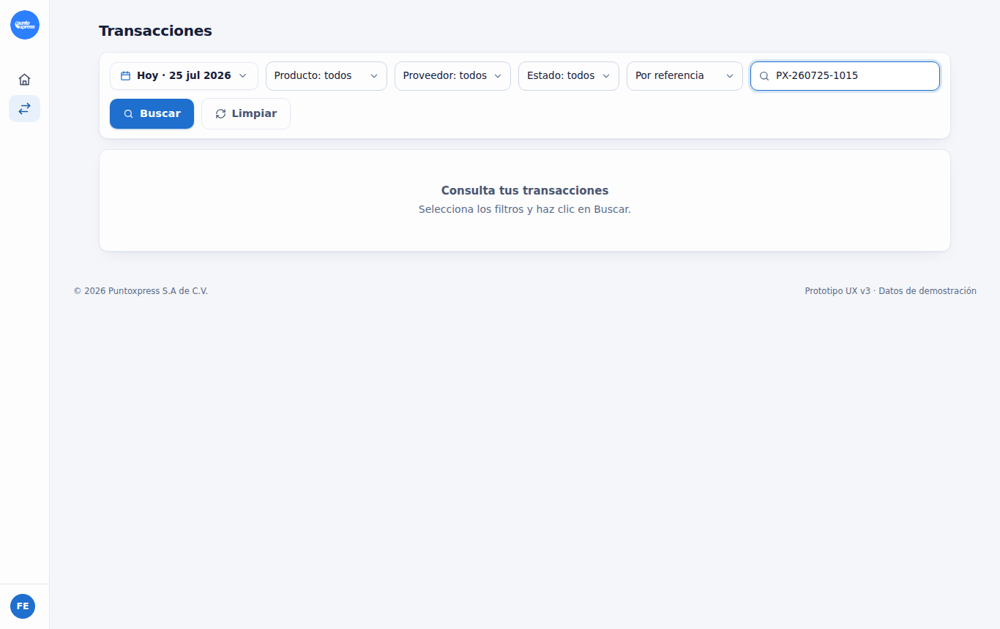 punto
xpress
Transacciones
Hoy · 25 jul 2026
Producto: todos
Proveedor: todos
Estado: todos
Por referencia
PX-260725-1015
Buscar
Limpiar
Consulta tus transacciones
Selecciona los filtros y haz clic en Buscar.
© 2026 Puntoxpress S.A de C.V.
Prototipo UX v3 · Datos de demostración
FE